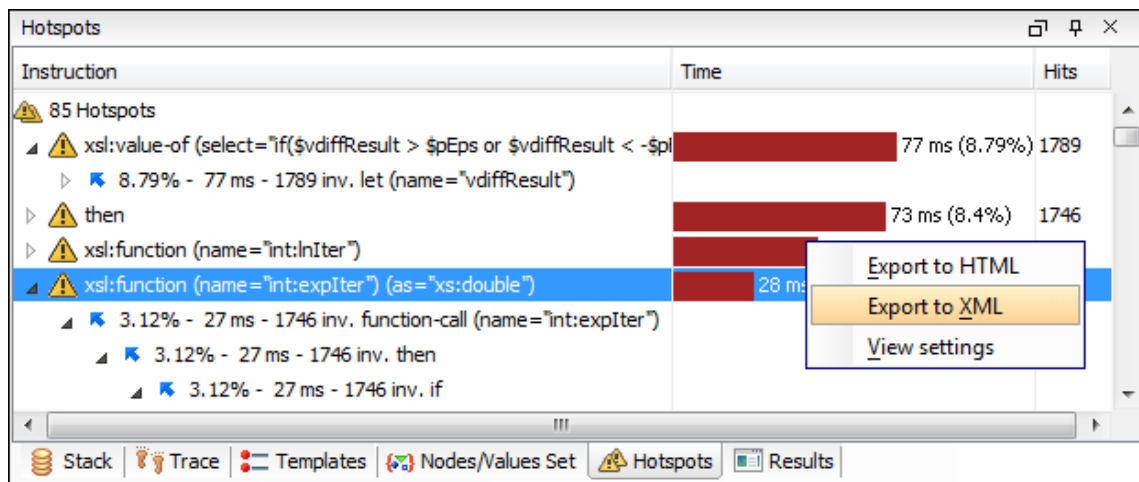 Hotspots
Instruction Time Hits
85 Hotspots
xsl:value-of (select="if($vdiffResult > $pEps or $vdiffResult < -$p 77 ms (8.79%) 1789
8.79% - 77 ms - 1789 inv. let (name="vdiffResult")
then 73 ms (8.4%) 1746
xsl:function (name="int:lnIter")
Export to HTML
xsl:function (name="int:expIter") (as="xs:double") 28 ms
Export to XML
3.12% - 27 ms - 1746 inv. function-call (name="int:expIter")
View settings
3.12% - 27 ms - 1746 inv. then
3.12% - 27 ms - 1746 inv. if
Stack Trace Templates Nodes/Values Set Hotspots Results